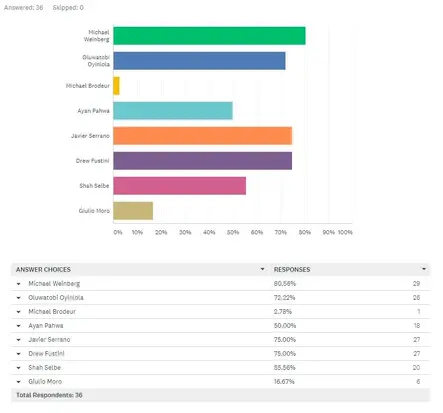 Answered: 36 Skipped: 0
Michael
Weinberg
Oluwatobi
Oyinlola
Michael Brodeur
Ayan Pahwa
Javier Serrano
Drew Fustini
Shah Selbe
Giulio Moro
0% 10% 20% 30% 40% 50% 60% 70% 80% 90% 100%
ANSWER CHOICES RESPONSES
Michael Weinberg 80.56% 29
Oluwatobi Oyinlola 72.22% 26
Michael Brodeur 2.78% 1
Ayan Pahwa 50.00% 18
Javier Serrano 75.00% 27
Drew Fustini 75.00% 27
Shah Selbe 55.56% 20
Giulio Moro 16.67% 6
Total Respondents: 36